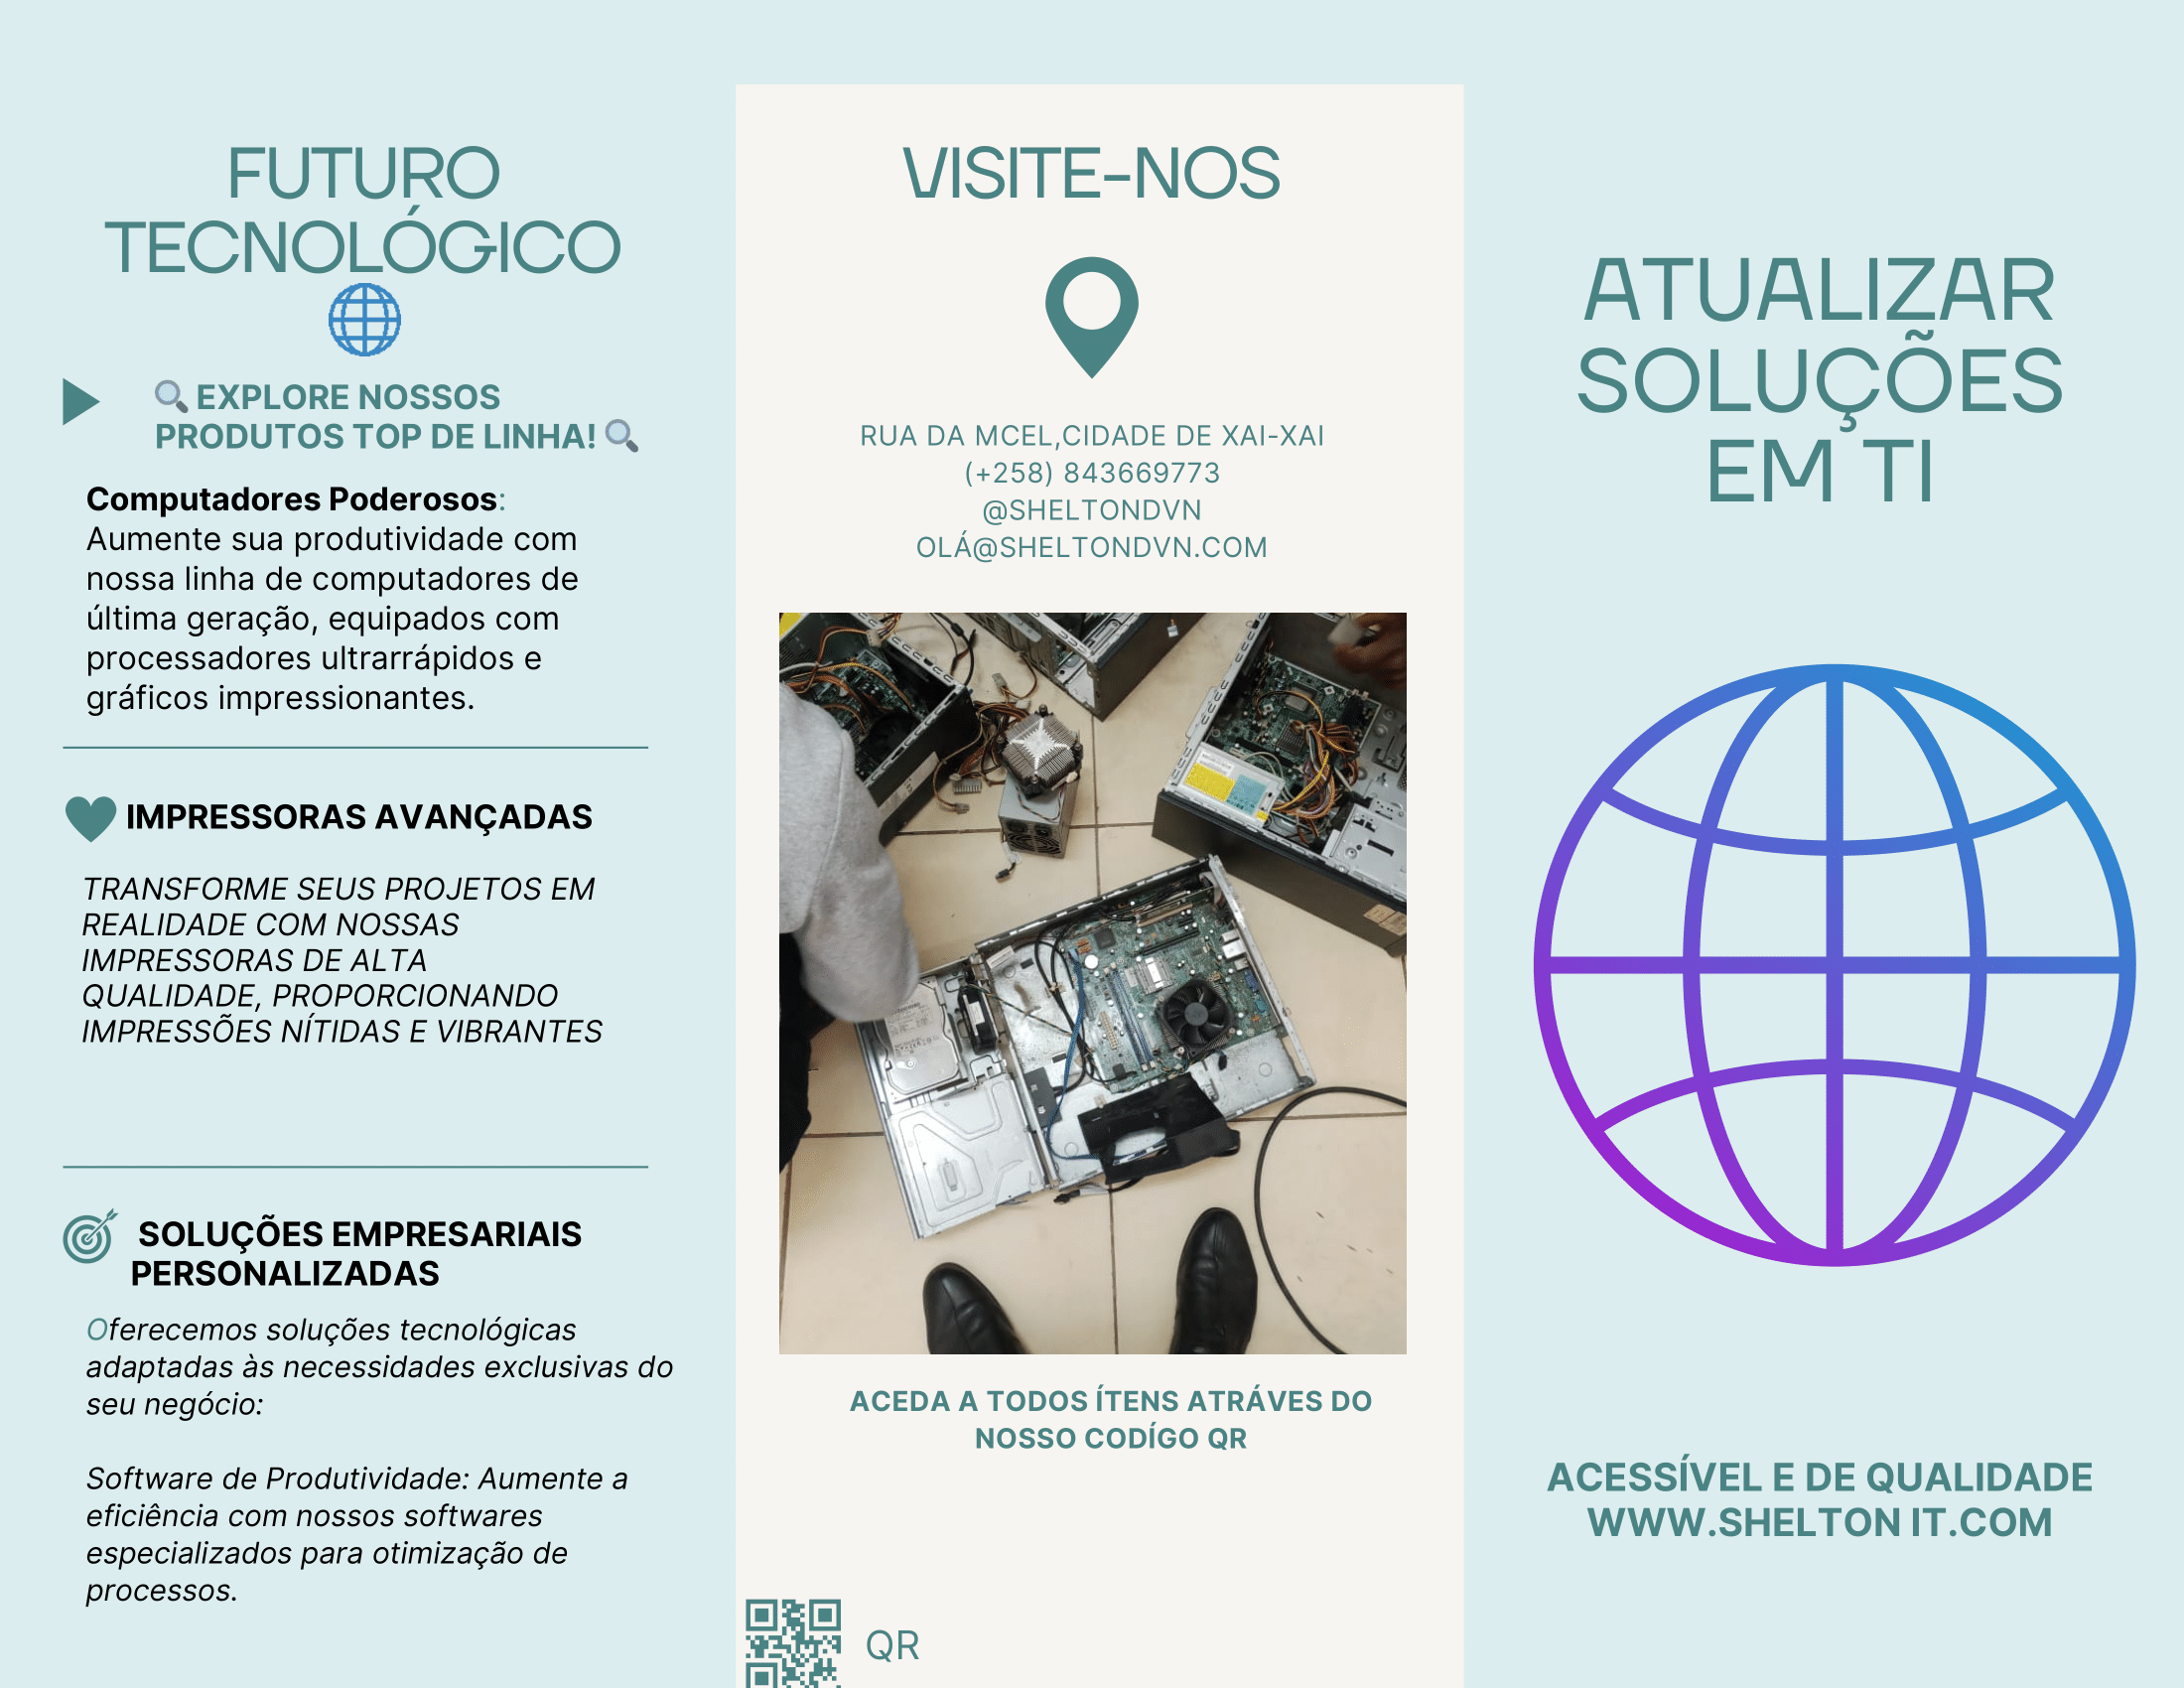 FUTURO
TECNOLÓGICO
EXPLORE NOSSOS
PRODUTOS TOP DE LINHA!
Computadores Poderosos:
Aumente sua produtividade com
nossa linha de computadores de
última geração, equipados com
processadores ultrarrápidos e
gráficos impressionantes.
IMPRESSORAS AVANÇADAS
TRANSFORME SEUS PROJETOS EM
REALIDADE COM NOSSAS
IMPRESSORAS DE ALTA
QUALIDADE, PROPORCIONANDO
IMPRESSÕES NÍTIDAS E VIBRANTES
SOLUÇÕES EMPRESARIAIS
PERSONALIZADAS
Oferecemos soluções tecnológicas
adaptadas às necessidades exclusivas do
seu negócio:
Software de Produtividade: Aumente a
eficiência com nossos softwares
especializados para otimização de
processos.
VISITE-NOS
RUA DA MCEL,CIDADE DE XAI-XAI
(+258) 843669773
@SHELTONDVN
OLÁ@SHELTONDVN.COM
ACEDA A TODOS ÍTENS ATRÁVES DO
NOSSO CODÍGO QR
QR
ATUALIZAR
SOLUÇÕES
EM TI
ACESSÍVEL E DE QUALIDADE
WWW.SHELTON IT.COM